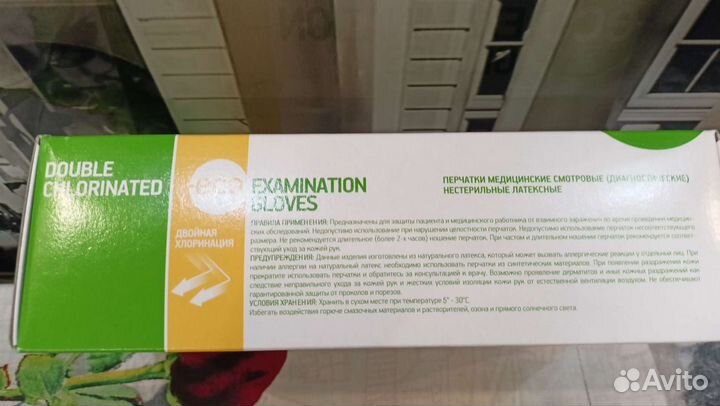 DOUBLE
CHLORINATED
ДВОЙНАЯ
ХЛОРИНАЦИЯ
eco EXAMINATION
GLOVES
ПЕРЧАТКИ МЕДИЦИНСКИЕ СМОТРОВЫЕ (ДИАГНОСТИЧЕСКИЕ)
НЕСТЕРИЛЬНЫЕ ЛАТЕКСНЫЕ
ПРАВИЛА ПРИМЕНЕНИЯ: Предназначены для защиты пациента и медицинского работника от взаимного заражения во время проведения медицин-
ских обследований. Недопустимо использование при нарушении целостности перчаток. Недопустимо использование перчаток несоответствующего
размера. Не рекомендуется длительное (более 2-х часов) ношение перчаток. При частом и длительном ношении перчаток рекомендуется соответ-
ствующий уход за кожей рук.
ПРЕДУПРЕЖДЕНИЯ: Данные изделия изготовлены из натурального латекса, который может вызвать аллергические реакции у отдельных лиц. При
наличии аллергии на натуральный латекс необходимо использовать перчатки из синтетических материалов. При появлении раздражения кожи
прекратите использовать перчатки и обратитесь за консультацией к врачу. Возможно проявление дерматитов и иных кожных раздражений как
следствие неправильного ухода за кожей рук и жестких условий изоляции кожи рук от естественной вентиляции воздуха. Не обеспечивают
гарантированной защиты от проколов и порезов.
УСЛОВИЯ ХРАНЕНИЯ: Хранить в сухом месте при температуре 5° - 30°С
Избегать воздействия горюче смазочных материалов и растворителей, озона и прямого солнечного света.
Avito